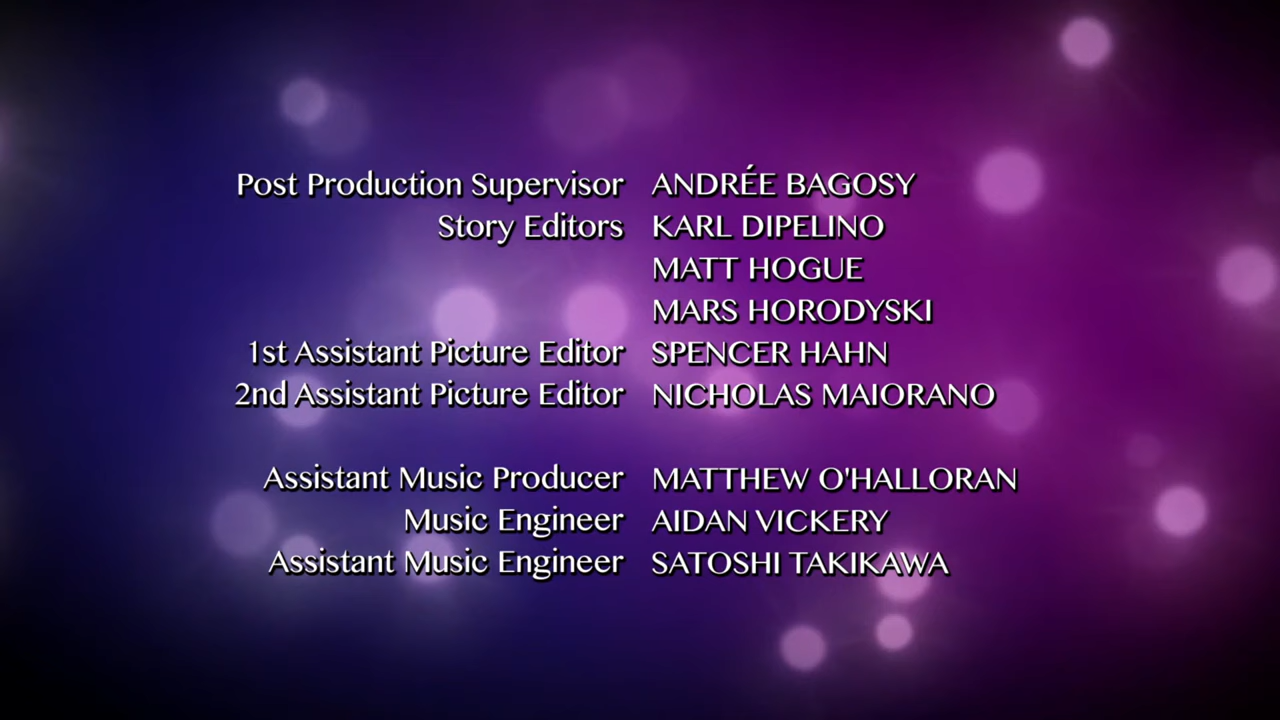 Post Production Supervisor ANDRÉE BAGOSY
Story Editors KARL DIPELINO
MATT HOGUE
MARS HORODYSKI
1st Assistant Picture Editor SPENCER HAHN
2nd Assistant Picture Editor NICHOLAS MAIORANO
Assistant Music Producer MATTHEW O'HALLORAN
Music Engineer AIDAN VICKERY
Assistant Music Engineer SATOSHI TAKIKAWA